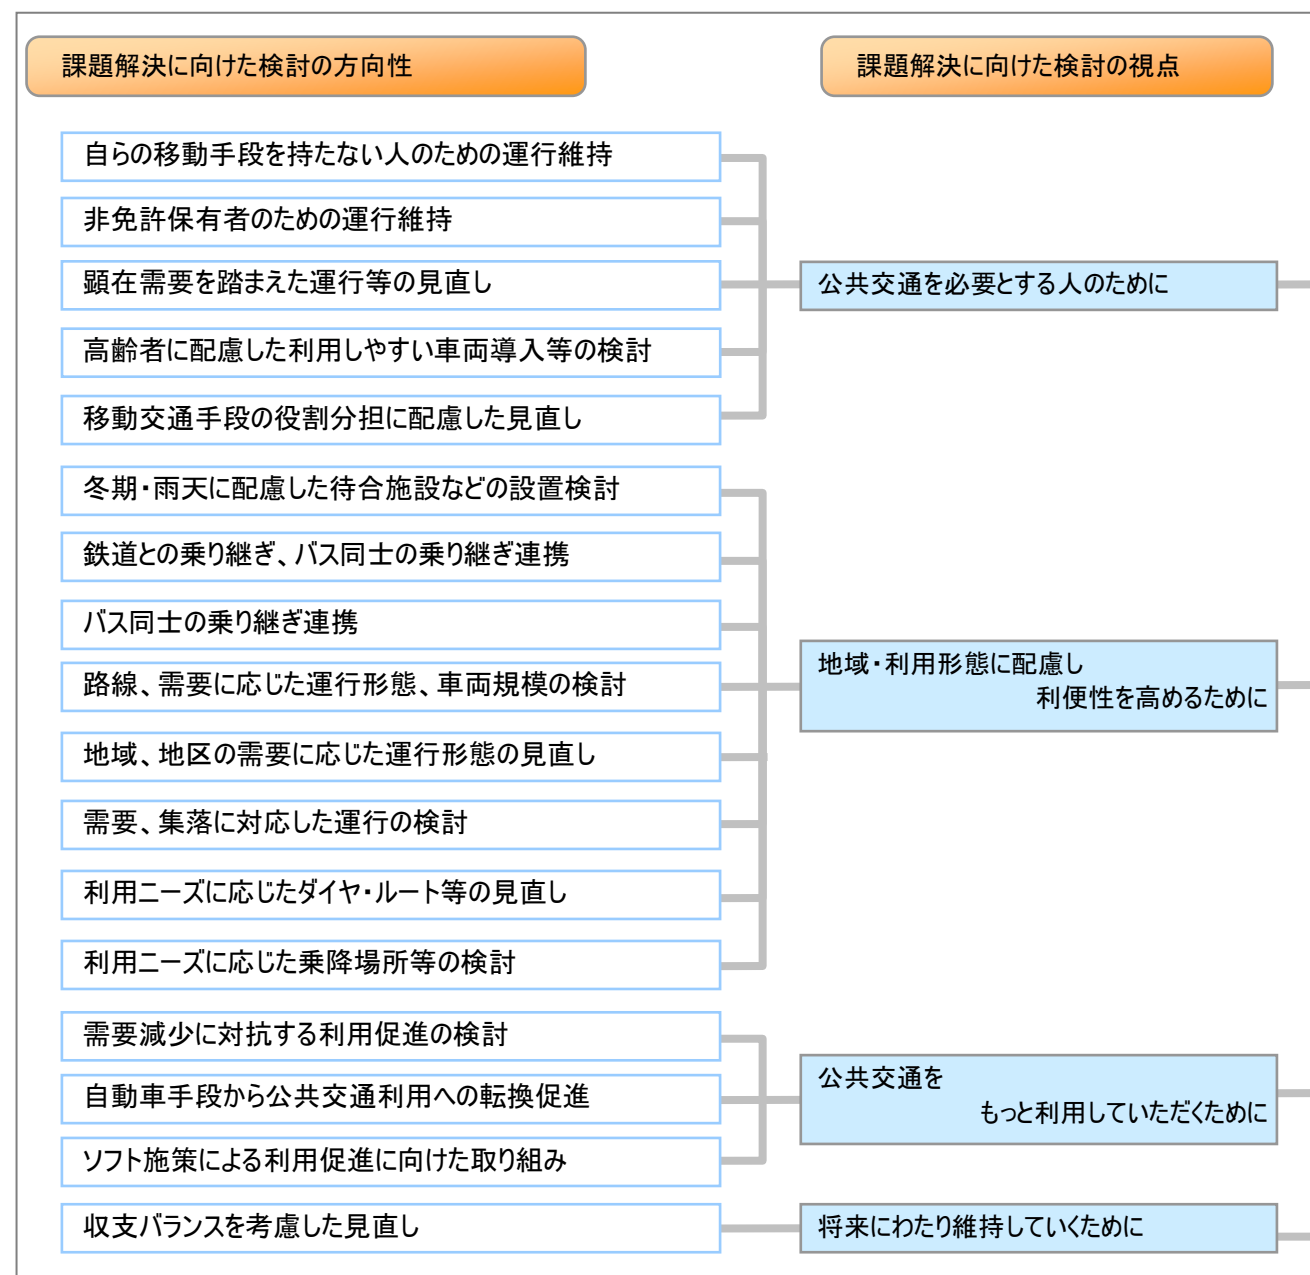 課題解決に向けた検討の方向性
課題解決に向けた検討の視点
自らの移動手段を持たない人のための運行維持
非免許保有者のための運行維持
顕在需要を踏まえた運行等の見直し
高齢者に配慮した利用しやすい車両導入等の検討
移動交通手段の役割分担に配慮した見直し
公共交通を必要とする人のために
冬期・雨天に配慮した待合施設などの設置検討
鉄道との乗り継ぎ、バス同士の乗り継ぎ連携
バス同士の乗り継ぎ連携
路線、需要に応じた運行形態、車両規模の検討
地域、地区の需要に応じた運行形態の見直し
需要、集落に対応した運行の検討
利用ニーズに応じたダイヤ・ルート等の見直し
利用ニーズに応じた乗降場所等の検討
地域・利用形態に配慮し
利便性を高めるために
需要減少に対抗する利用促進の検討
自動車手段から公共交通利用への転換促進
ソフト施策による利用促進に向けた取り組み
公共交通を
もっと利用していただくために
収支バランスを考慮した見直し
将来にわたり維持していくために